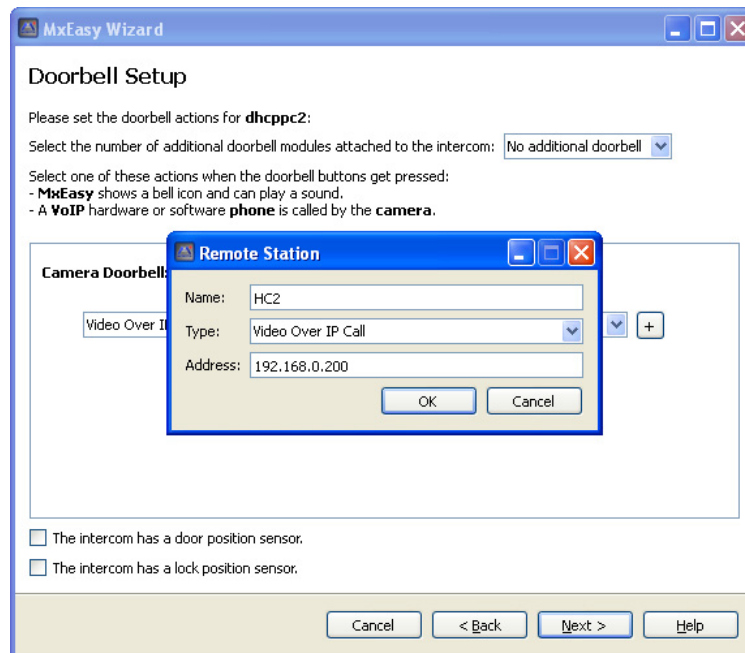 MxEasy Wizard
Doorbell Setup
Please set the doorbell actions for dhcppc2:
Select the number of additional doorbell modules attached to the intercom: No additional doorbell
Select one of these actions when the doorbell buttons get pressed:
- MxEasy shows a bell icon and can play a sound.
- A VoIP hardware or software phone is called by the camera.
Camera Doorbell:
Video Over I
+
Remote Station
Name: HC2
Type: Video Over IP Call
Address: 192.168.0.200
OK Cancel
The intercom has a door position sensor.
The intercom has a lock position sensor.
Cancel < Back Next > Help